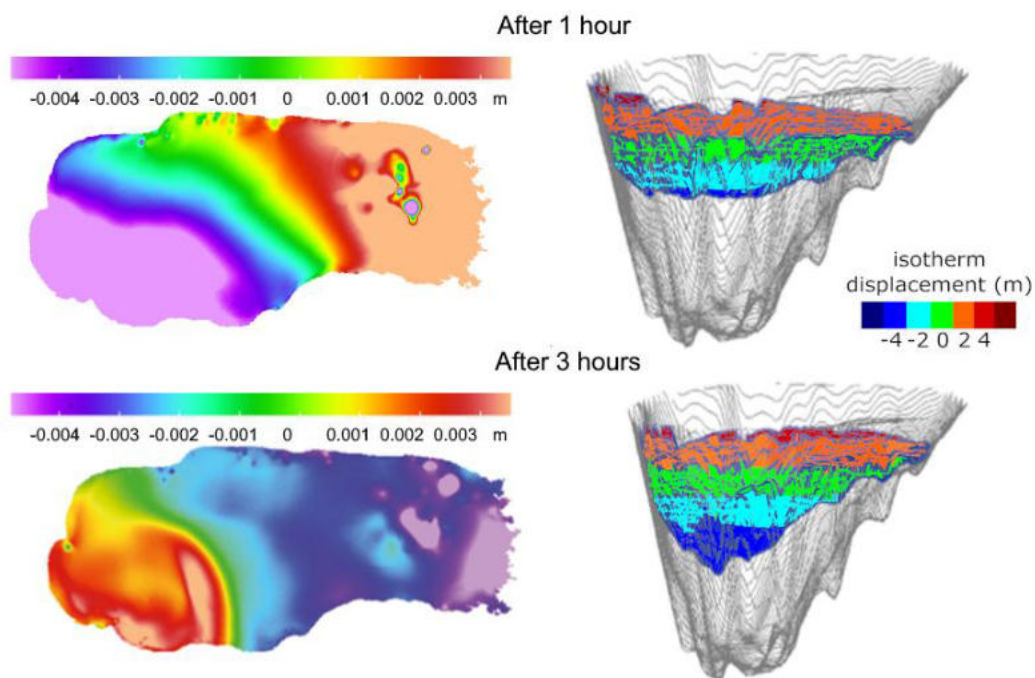 After 1 hour
-0.004 -0.003 -0.002 -0.001 0 0.001 0.002 0.003 m
isotherm
displacement (m)
-4 -2 0 2 4
After 3 hours
-0.004 -0.003 -0.002 -0.001 0 0.001 0.002 0.003 m